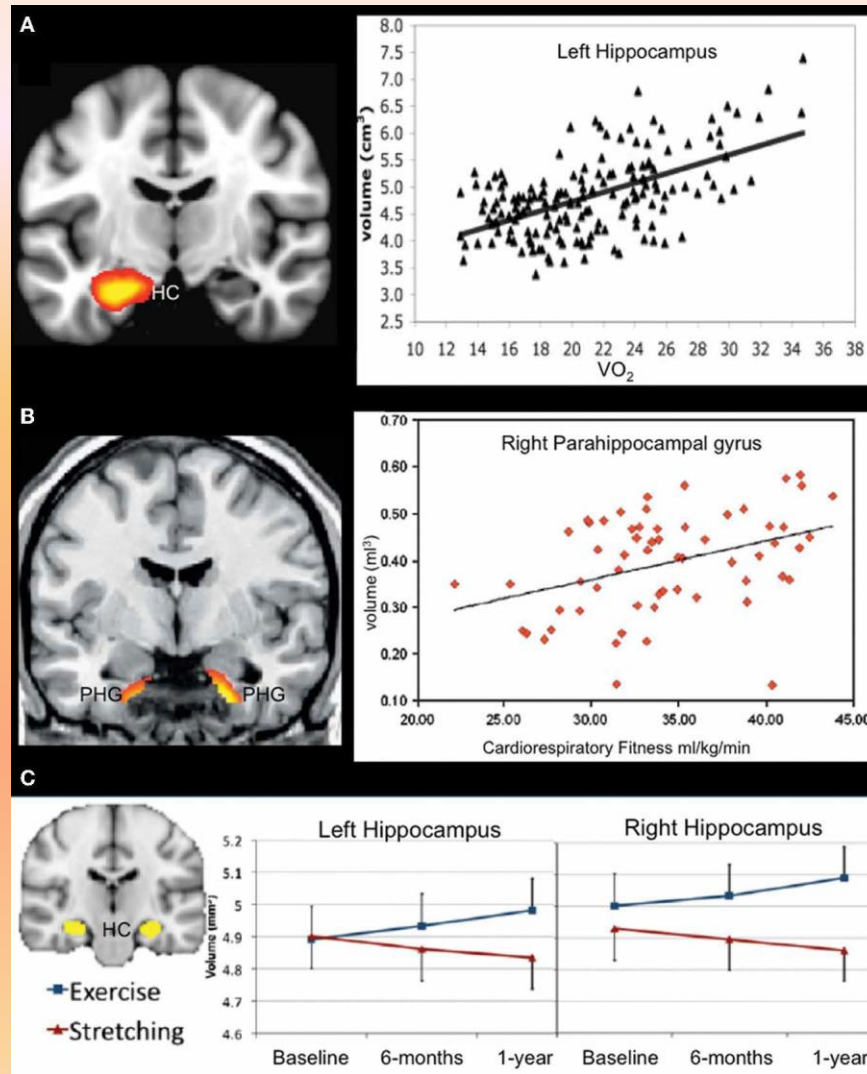 A
HC
Left Hippocampus
volume (cm³)
8.0
7.5
7.0
6.5
6.0
5.5
5.0
4.5
4.0
3.5
3.0
2.5
10 12 14 16 18 20 22 24 26 28 30 32 34 36 38
VO₂
B
PHG PHG
Right Parahippocampal gyrus
volume (ml³)
0.70
0.60
0.50
0.40
0.30
0.20
0.10
20.00 25.00 30.00 35.00 40.00 45.00
Cardiorespiratory Fitness ml/kg/min
C
HC
Exercise
Stretching
Left Hippocampus Right Hippocampus
Volume (mm³)
5.2
5.1
5
4.9
4.8
4.7
4.6
Baseline 6-months 1-year Baseline 6-months 1-year